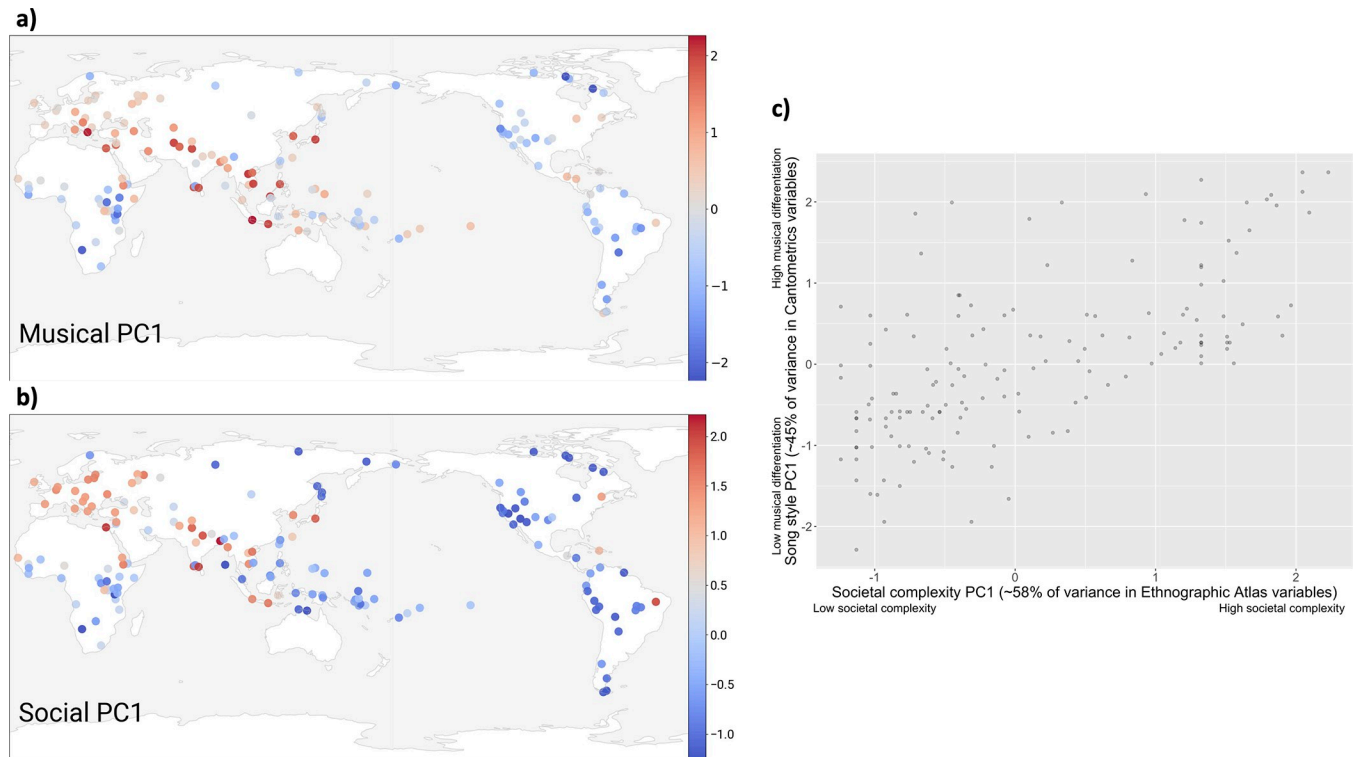 a)
2
1
0
−1
−2
Musical PC1
b)
2.0
1.5
1.0
0.5
0.0
−0.5
−1.0
Social PC1
c)
High musical differentiation
Low musical differentiation
Song style PC1 (~45% of variance in Cantometrics variables)
2
1
0
-1
-2
-1
0
1
2
Societal complexity PC1 (~58% of variance in Ethnographic Atlas variables)
Low societal complexity
High societal complexity